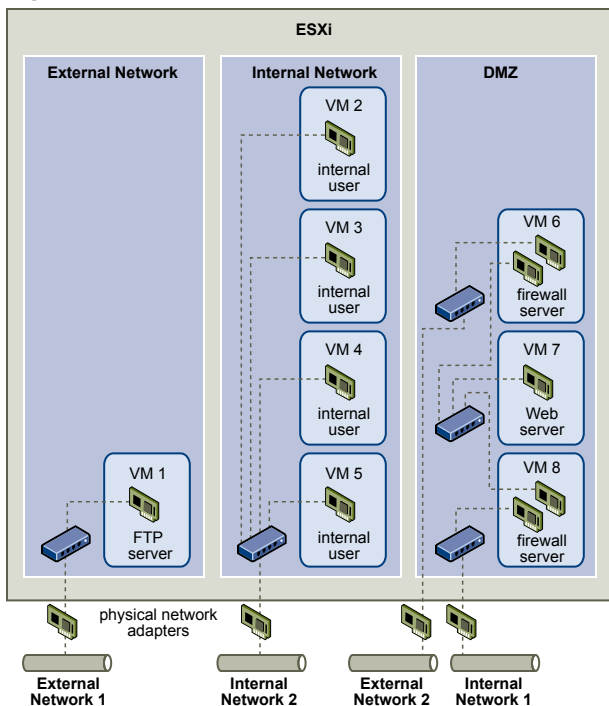 ESXi
External Network
Internal Network
DMZ
VM 2
internal
user
VM 3
internal
user
VM 4
internal
user
VM 5
internal
user
VM 1
FTP
server
VM 6
firewall
server
VM 7
Web
server
VM 8
firewall
server
physical network
adapters
External
Network 1
Internal
Network 2
External
Network 2
Internal
Network 1